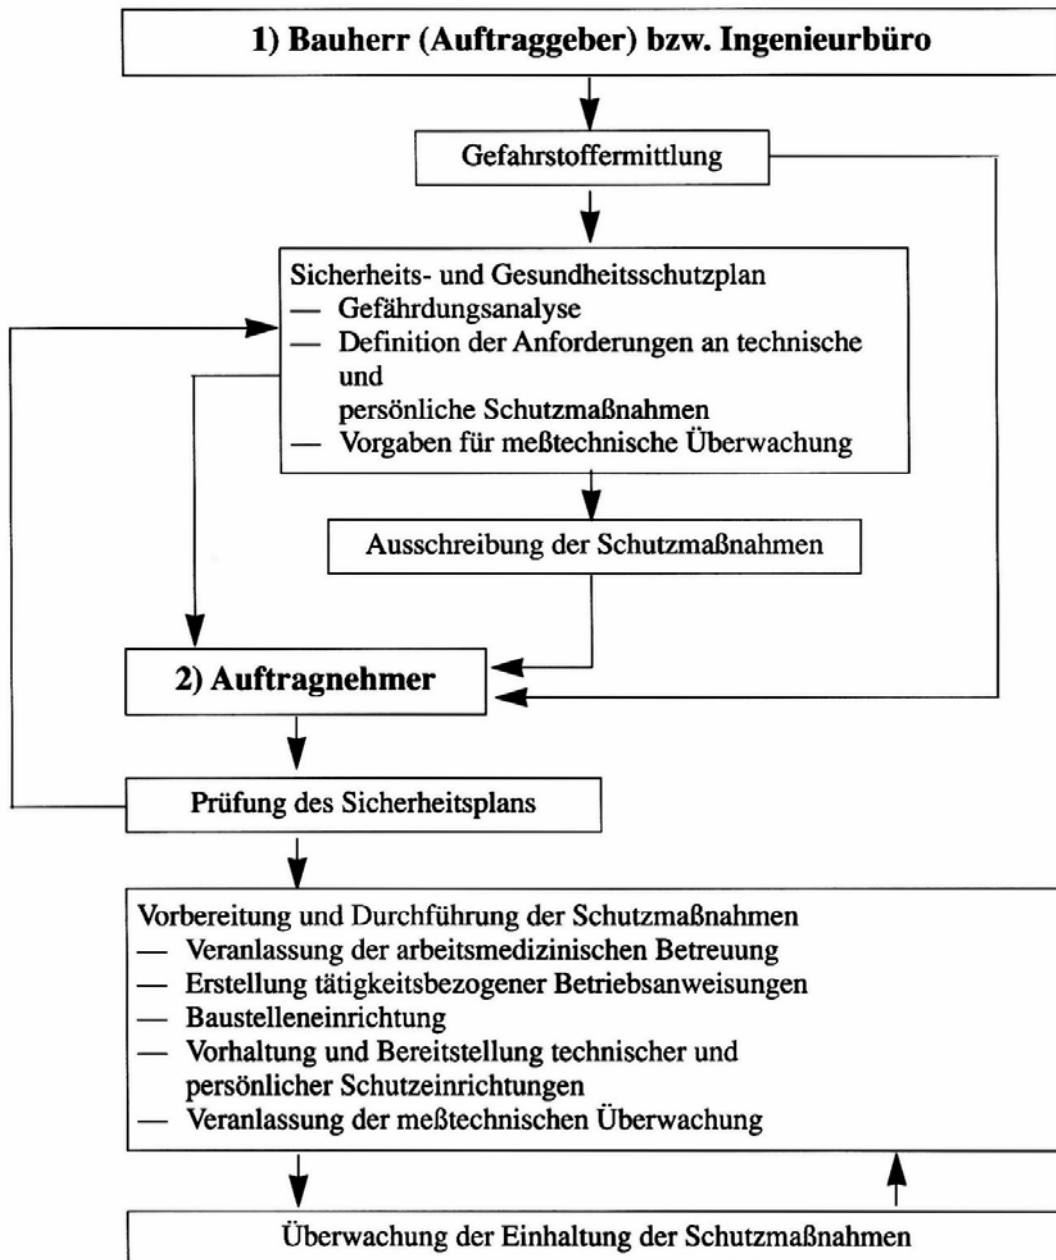 1) Bauherr (Auftraggeber) bzw. Ingenieurbüro
Gefahrstoffermittlung
Sicherheits- und Gesundheitsschutzplan
— Gefährdungsanalyse
— Definition der Anforderungen an technische
und
persönliche Schutzmaßnahmen
— Vorgaben für meßtechnische Überwachung
Ausschreibung der Schutzmaßnahmen
2) Auftragnehmer
Prüfung des Sicherheitsplans
Vorbereitung und Durchführung der Schutzmaßnahmen
— Veranlassung der arbeitsmedizinischen Betreuung
— Erstellung tätigkeitsbezogener Betriebsanweisungen
— Baustelleneinrichtung
— Vorhaltung und Bereitstellung technischer und
persönlicher Schutzeinrichtungen
— Veranlassung der meßtechnischen Überwachung
Überwachung der Einhaltung der Schutzmaßnahmen